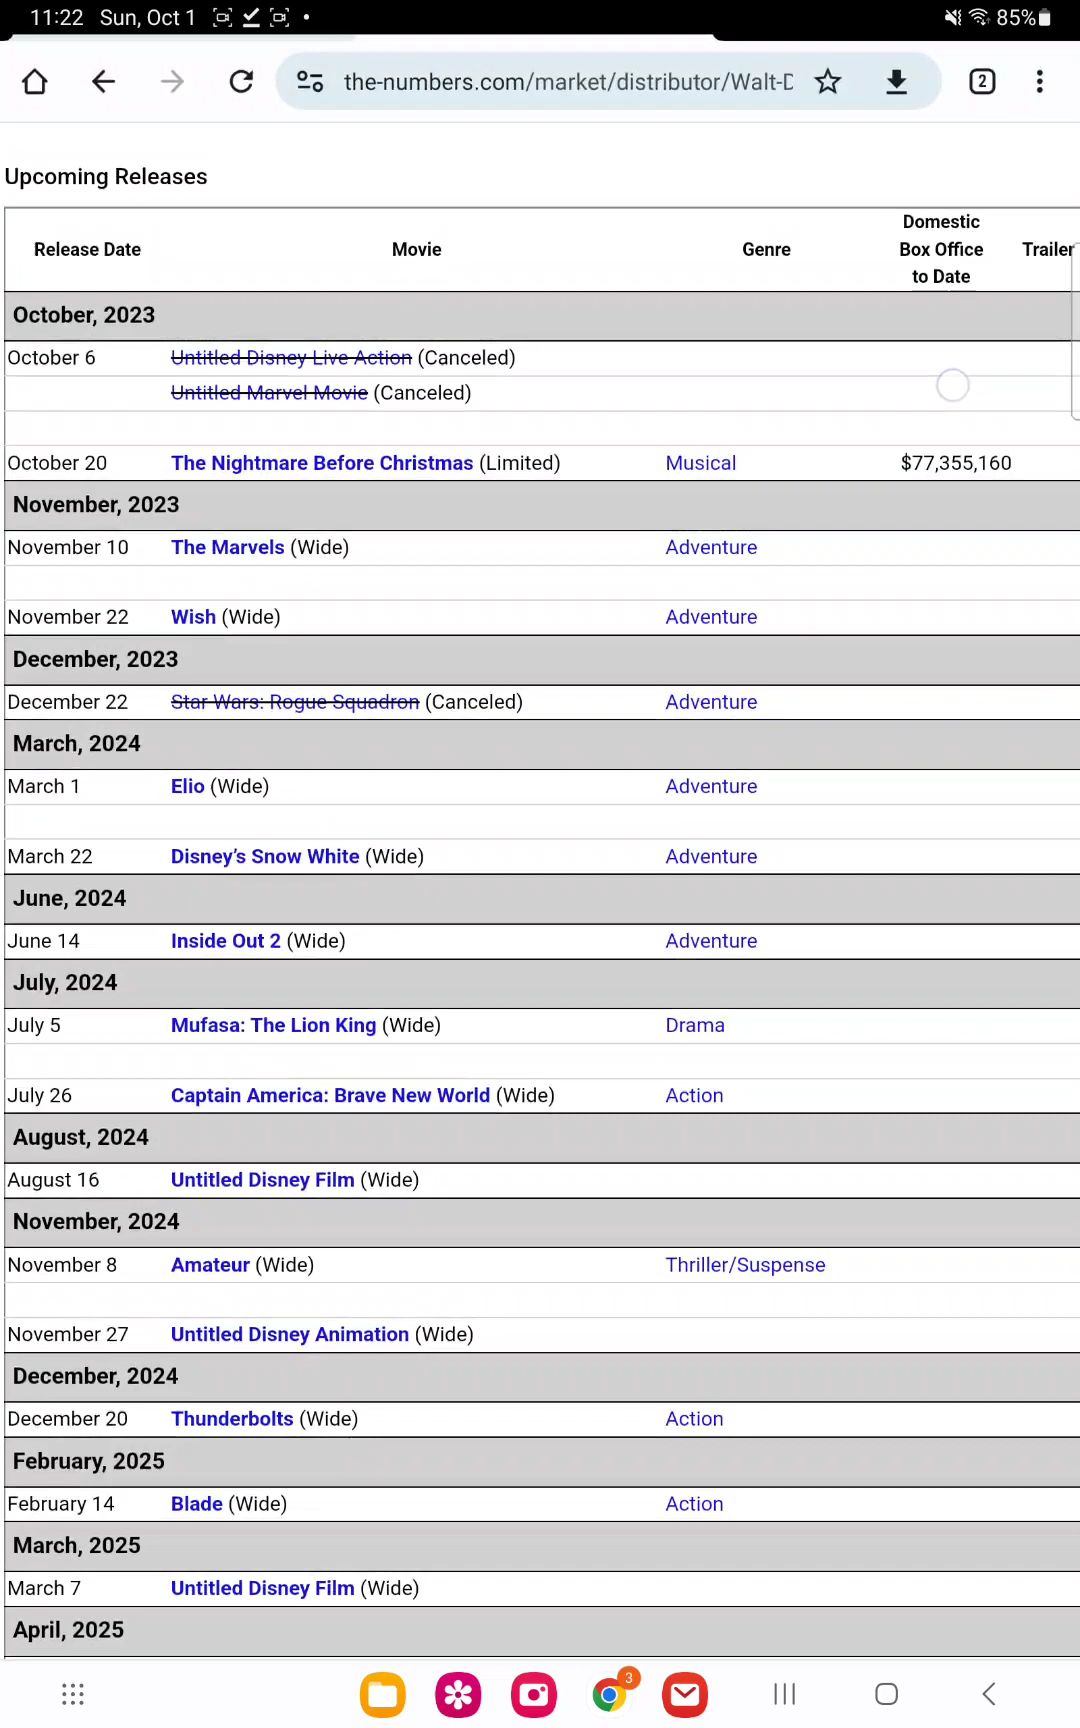 11:22 Sun, Oct 1
85%
the-numbers.com/market/distributor/Walt-D
2
Upcoming Releases
Release Date Movie Genre Domestic Box Office to Date Trailer
October, 2023
October 6 Untitled Disney Live Action (Canceled)
Untitled Marvel Movie (Canceled)
October 20 The Nightmare Before Christmas (Limited) Musical $77,355,160
November, 2023
November 10 The Marvels (Wide) Adventure
November 22 Wish (Wide) Adventure
December, 2023
December 22 Star Wars: Rogue Squadron (Canceled) Adventure
March, 2024
March 1 Elio (Wide) Adventure
March 22 Disney’s Snow White (Wide) Adventure
June, 2024
June 14 Inside Out 2 (Wide) Adventure
July, 2024
July 5 Mufasa: The Lion King (Wide) Drama
July 26 Captain America: Brave New World (Wide) Action
August, 2024
August 16 Untitled Disney Film (Wide)
November, 2024
November 8 Amateur (Wide) Thriller/Suspense
November 27 Untitled Disney Animation (Wide)
December, 2024
December 20 Thunderbolts (Wide) Action
February, 2025
February 14 Blade (Wide) Action
March, 2025
March 7 Untitled Disney Film (Wide)
April, 2025
3